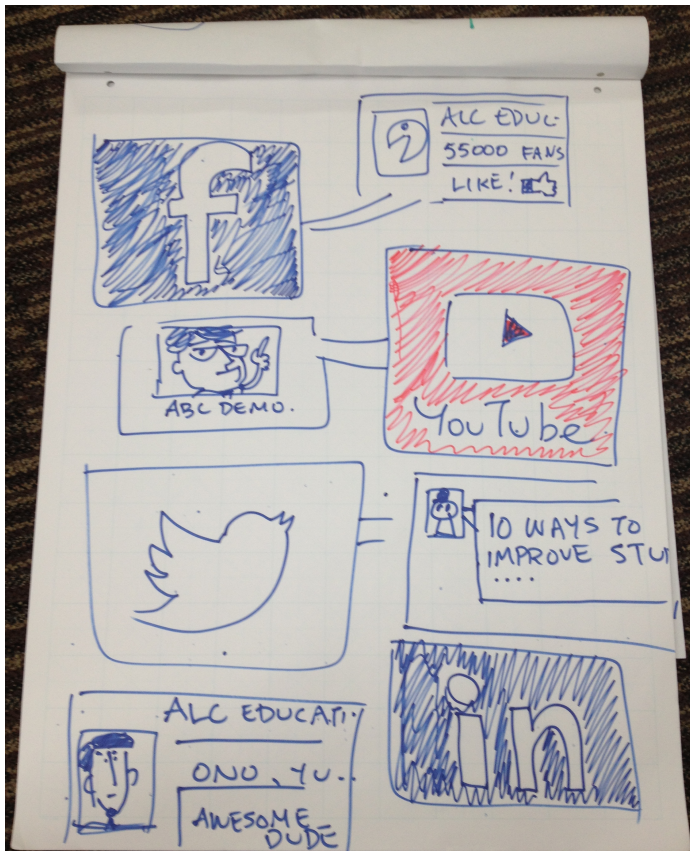 f
ALC EDUC-
55000 FANS
LIKE!
ABC DEMO.
YouTube
10 WAYS TO
IMPROVE STU
....
in
ALC EDUCATI..
ONO, YU..
AWESOME
DUDE